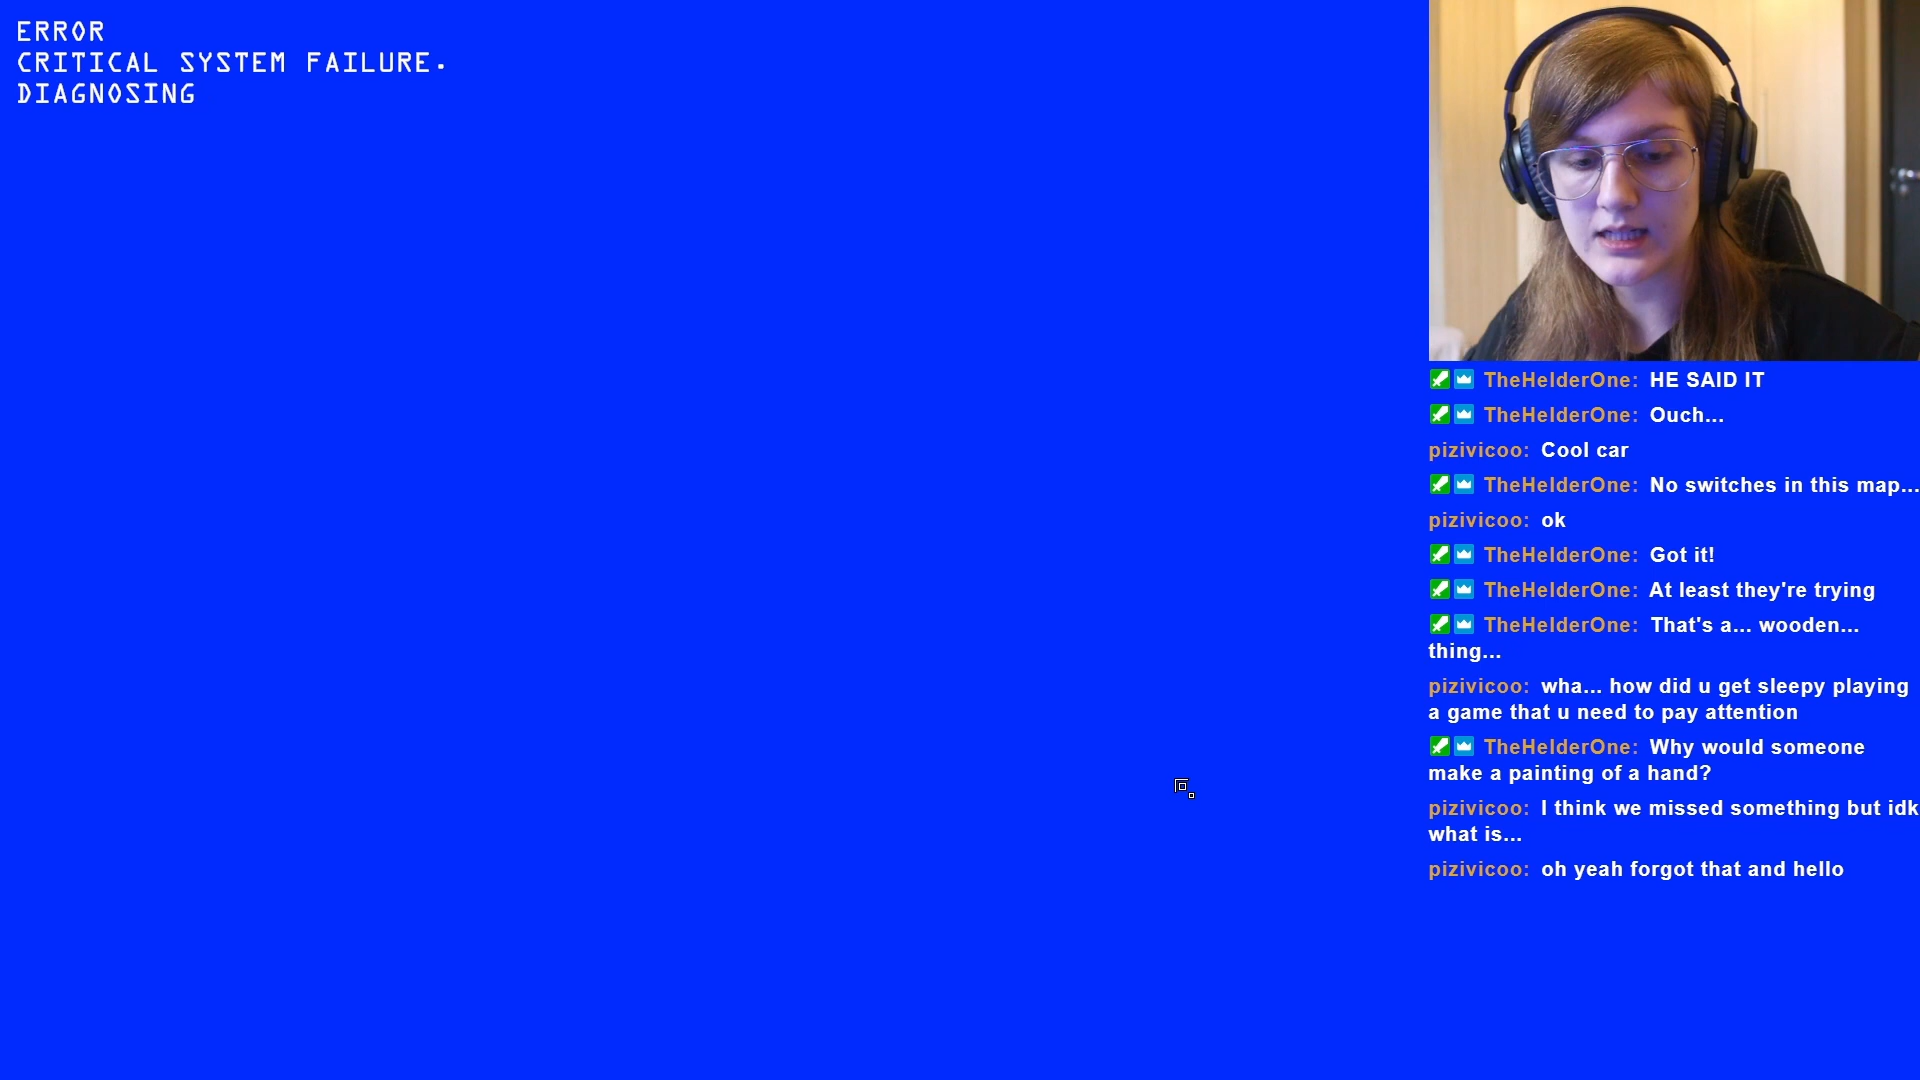 ERROR
CRITICAL SYSTEM FAILURE.
DIAGNOSING
TheHelderOne: HE SAID IT
TheHelderOne: Ouch...
pizivicoo: Cool car
TheHelderOne: No switches in this map...
pizivicoo: ok
TheHelderOne: Got it!
TheHelderOne: At least they're trying
TheHelderOne: That's a... wooden...
thing...
pizivicoo: wha... how did u get sleepy playing
a game that u need to pay attention
TheHelderOne: Why would someone
make a painting of a hand?
pizivicoo: I think we missed something but idk
what is...
pizivicoo: oh yeah forgot that and hello